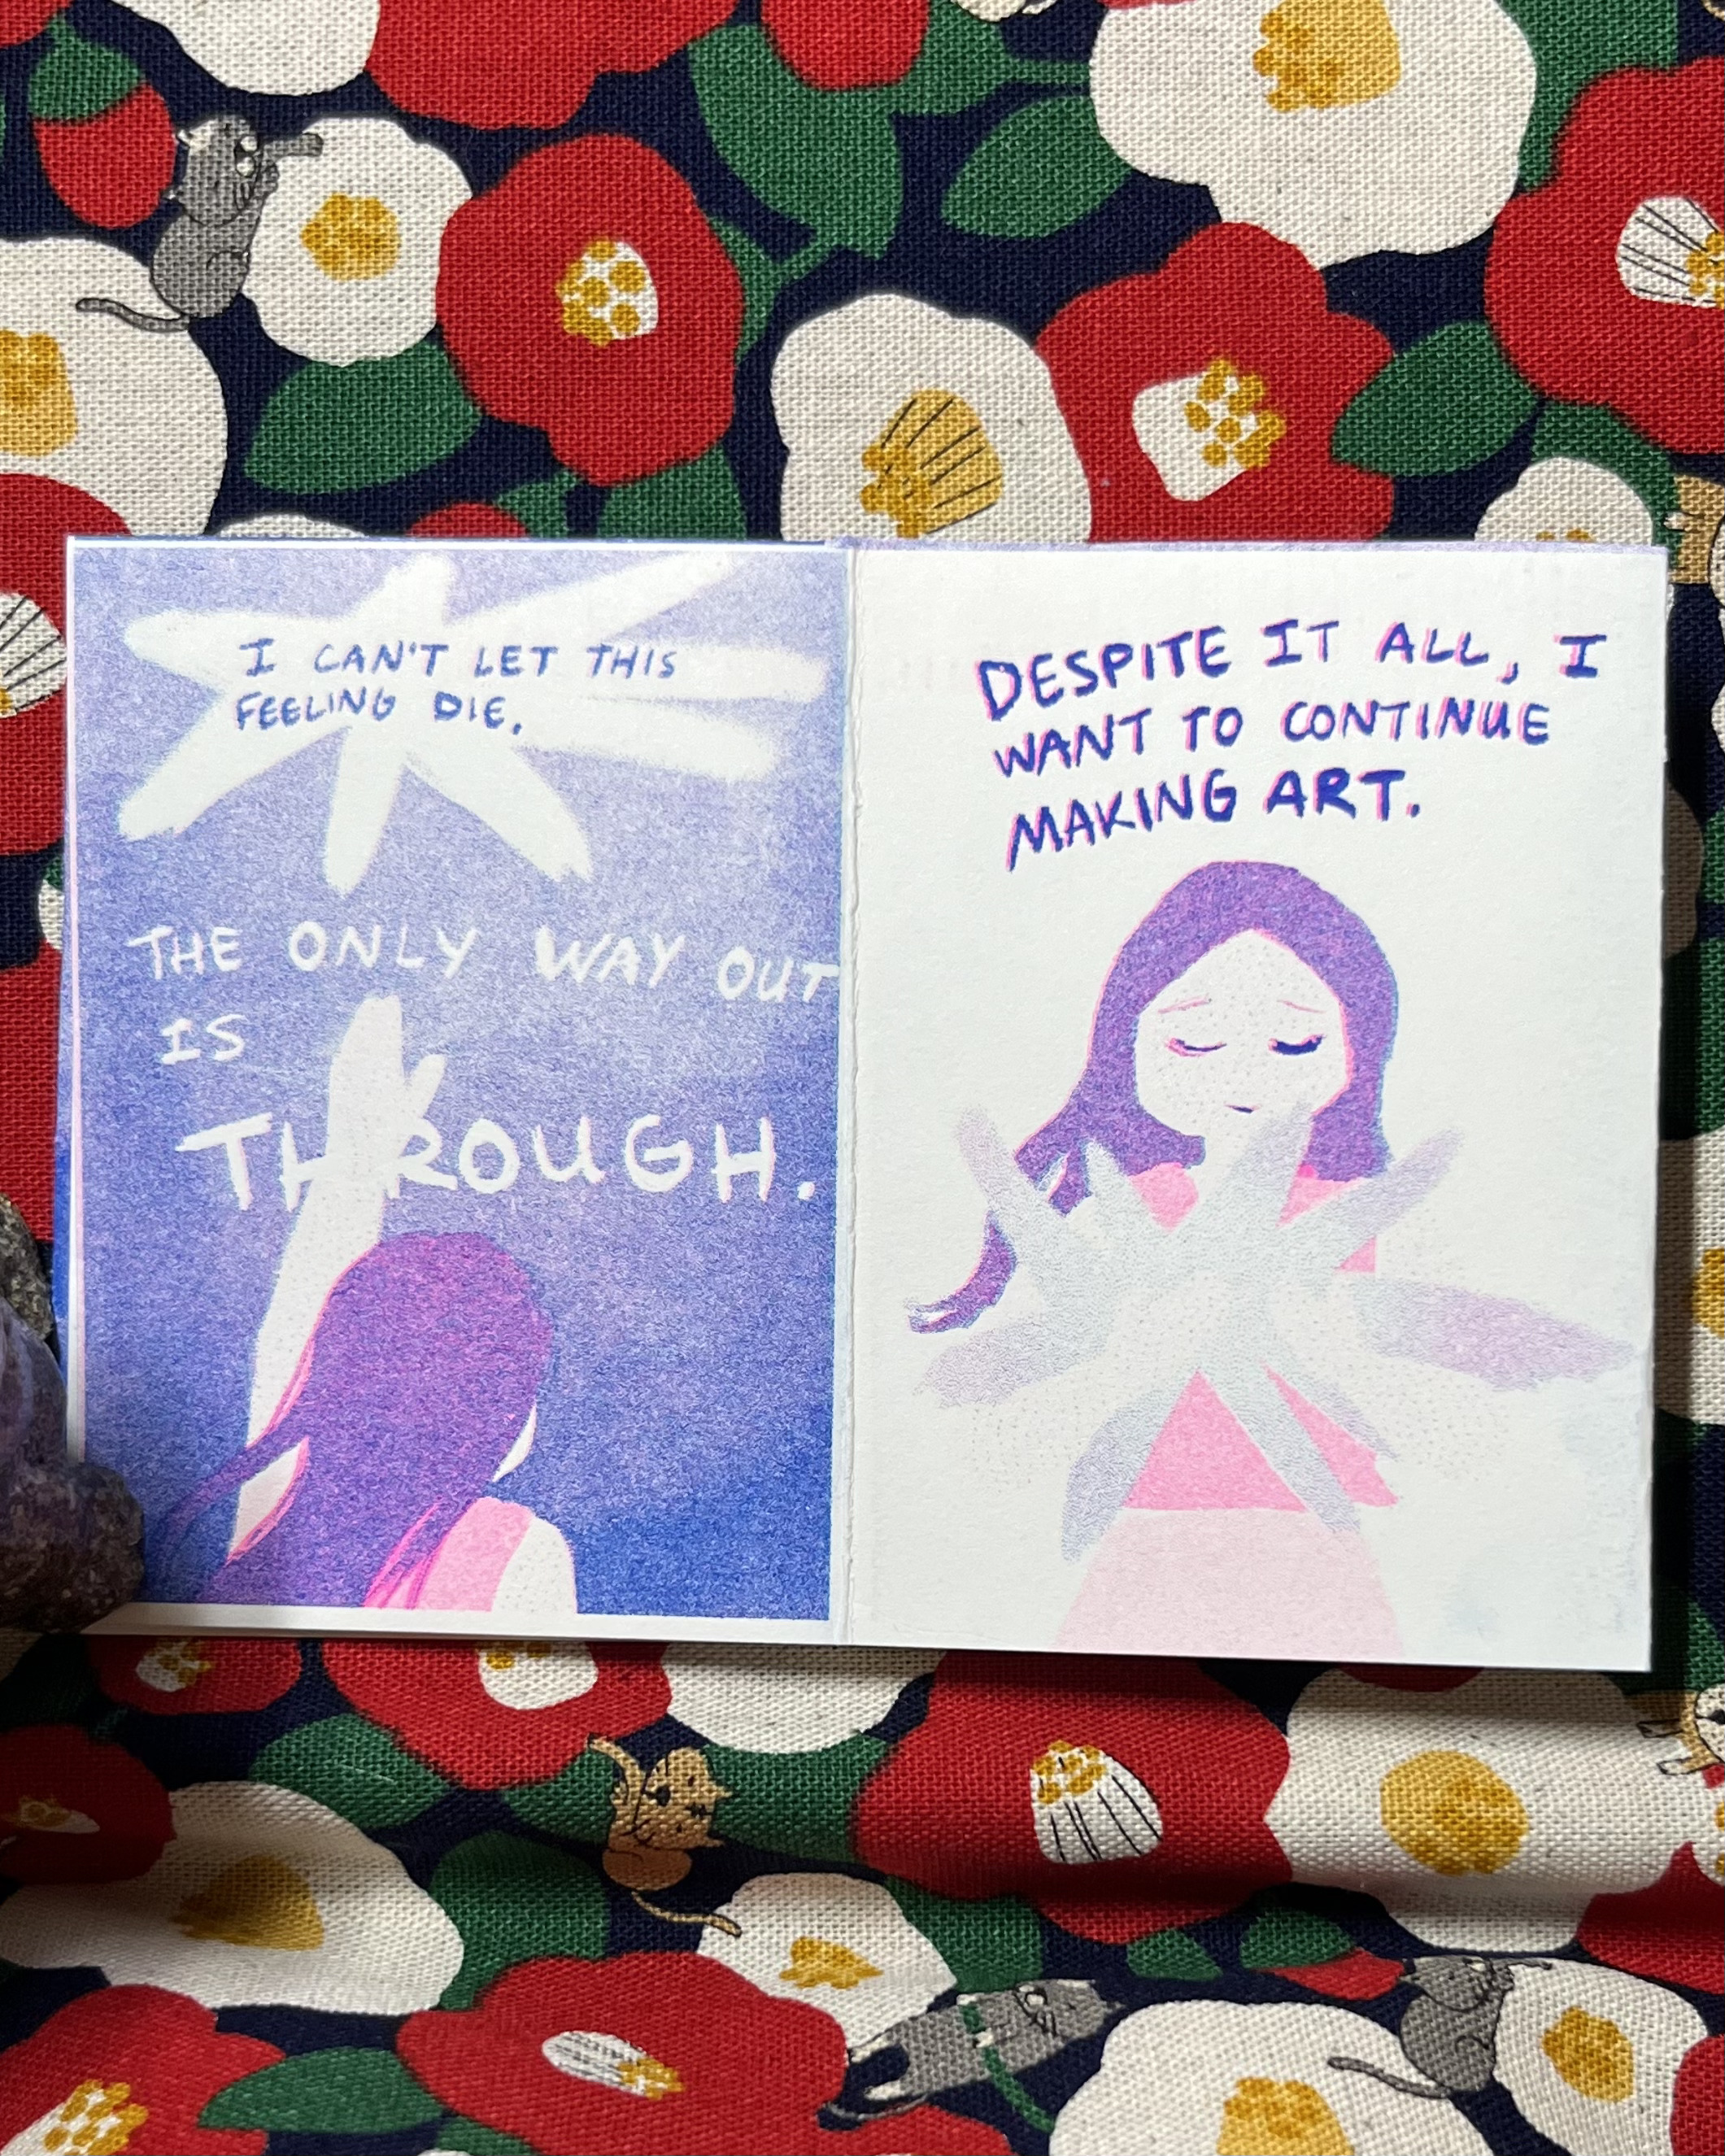 I CAN'T LET THIS
FEELING DIE.
THE ONLY WAY OUT
IS
THROUGH.
DESPITE IT ALL, I
WANT TO CONTINUE
MAKING ART.